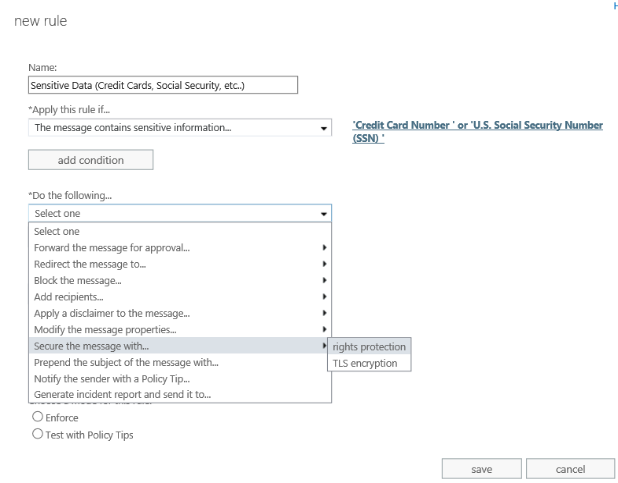 new rule
Name:
Sensitive Data (Credit Cards, Social Security, etc..)
*Apply this rule if...
The message contains sensitive information...
'Credit Card Number ' or 'U.S. Social Security Number
(SSN) '
add condition
*Do the following...
Select one
Select one
Forward the message for approval...
Redirect the message to...
Block the message...
Add recipients...
Apply a disclaimer to the message...
Modify the message properties...
Secure the message with...
rights protection
Prepend the subject of the message with...
TLS encryption
Notify the sender with a Policy Tip...
Generate incident report and send it to...
Enforce
Test with Policy Tips
save
cancel